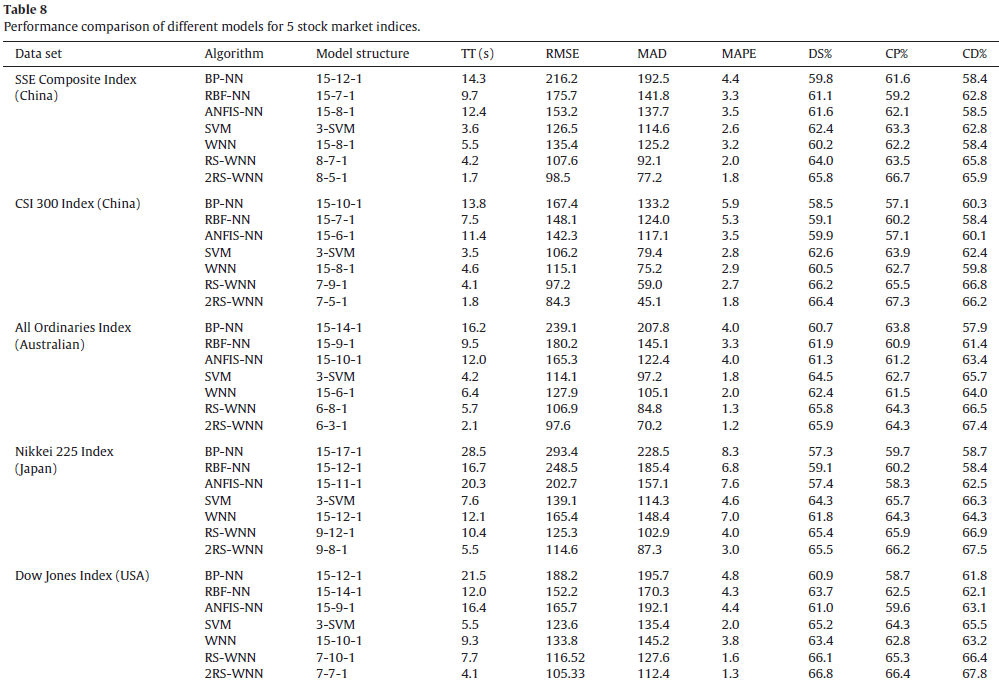 Table 8
Performance comparison of different models for 5 stock market indices.
Data set Algorithm Model structure TT (s) RMSE MAD MAPE DS% CP% CD%
SSE Composite Index BP-NN 15-12-1 14.3 216.2 192.5 4.4 59.8 61.6 58.4
(China) RBF-NN 15-7-1 9.7 175.7 141.8 3.3 61.1 59.2 62.8
ANFIS-NN 15-8-1 12.4 153.2 137.7 3.5 61.6 62.1 58.5
SVM 3-SVM 3.6 126.5 114.6 2.6 62.4 63.3 62.8
WNN 15-8-1 5.5 135.4 125.2 3.2 60.2 62.2 58.4
RS-WNN 8-7-1 4.2 107.6 92.1 2.0 64.0 63.5 65.8
2RS-WNN 8-5-1 1.7 98.5 77.2 1.8 65.8 66.7 65.9
CSI 300 Index (China) BP-NN 15-10-1 13.8 167.4 133.2 5.9 58.5 57.1 60.3
RBF-NN 15-7-1 7.5 148.1 124.0 5.3 59.1 60.2 58.4
ANFIS-NN 15-6-1 11.4 142.3 117.1 3.5 59.9 57.1 60.1
SVM 3-SVM 3.5 106.2 79.4 2.8 62.6 63.9 62.4
WNN 15-8-1 4.6 115.1 75.2 2.9 60.5 62.7 59.8
RS-WNN 7-9-1 4.1 97.2 59.0 2.7 66.2 65.5 66.8
2RS-WNN 7-5-1 1.8 84.3 45.1 1.8 66.4 67.3 66.2
All Ordinaries Index BP-NN 15-14-1 16.2 239.1 207.8 4.0 60.7 63.8 57.9
(Australian) RBF-NN 15-9-1 9.5 180.2 145.1 3.3 61.9 60.9 61.4
ANFIS-NN 15-10-1 12.0 165.3 122.4 4.0 61.3 61.2 63.4
SVM 3-SVM 4.2 114.1 97.2 1.8 64.5 62.7 65.7
WNN 15-6-1 6.4 127.9 105.1 2.0 62.4 61.5 64.0
RS-WNN 6-8-1 5.7 106.9 84.8 1.3 65.8 64.3 66.5
2RS-WNN 6-3-1 2.1 97.6 70.2 1.2 65.9 64.3 67.4
Nikkei 225 Index BP-NN 15-17-1 28.5 293.4 228.5 8.3 57.3 59.7 58.7
(Japan) RBF-NN 15-12-1 16.7 248.5 185.4 6.8 59.1 60.2 58.4
ANFIS-NN 15-11-1 20.3 202.7 157.1 7.6 57.4 58.3 62.5
SVM 3-SVM 7.6 139.1 114.3 4.6 64.3 65.7 66.3
WNN 15-12-1 12.1 165.4 148.4 7.0 61.8 64.3 64.3
RS-WNN 9-12-1 10.4 125.3 102.9 4.0 65.4 65.9 66.9
2RS-WNN 9-8-1 5.5 114.6 87.3 3.0 65.5 66.2 67.5
Dow Jones Index (USA) BP-NN 15-12-1 21.5 188.2 195.7 4.8 60.9 58.7 61.8
RBF-NN 15-14-1 12.0 152.2 170.3 4.3 63.7 62.5 62.1
ANFIS-NN 15-9-1 16.4 165.7 192.1 4.4 61.0 59.6 63.1
SVM 3-SVM 5.5 123.6 135.4 2.0 65.2 64.3 65.5
WNN 15-10-1 9.3 133.8 145.2 3.8 63.4 62.8 63.2
RS-WNN 7-10-1 7.7 116.52 127.6 1.6 66.1 65.3 66.4
2RS-WNN 7-7-1 4.1 105.33 112.4 1.3 66.8 66.4 67.8